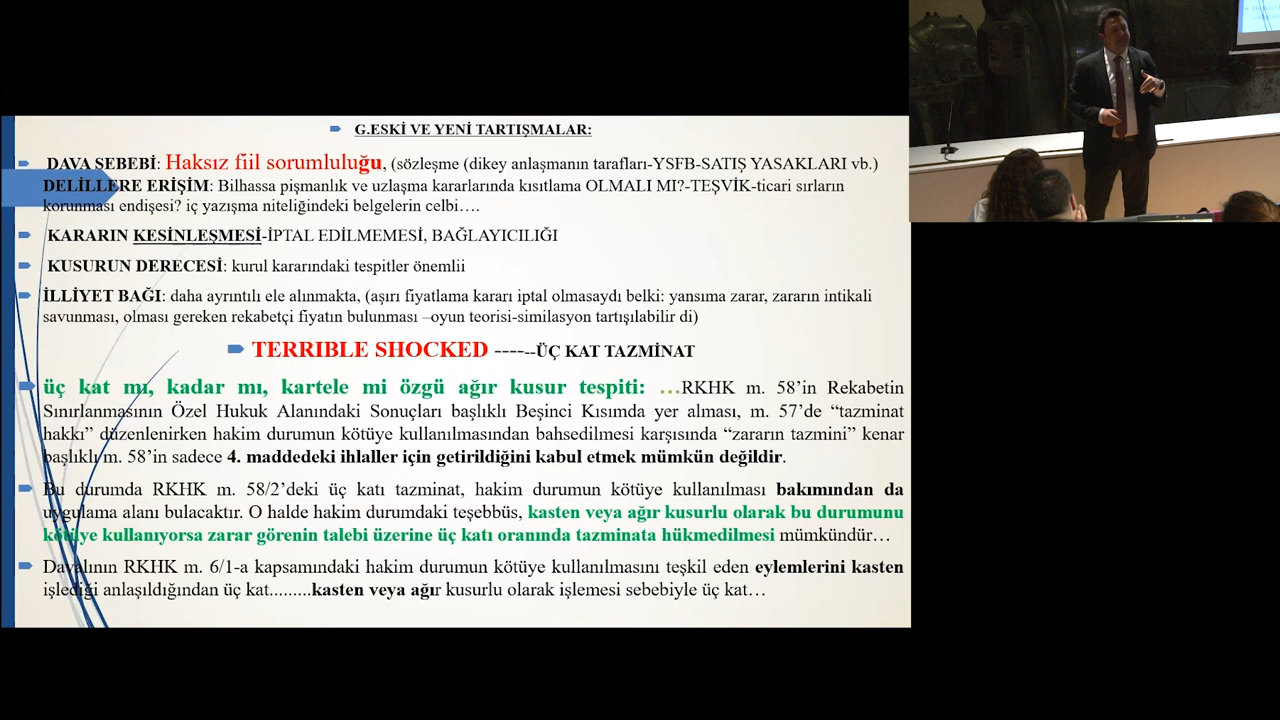 G.ESKİ VE YENİ TARTIŞMALAR:
DAVA SEBEBİ: Haksız fiil sorumluluğu, (sözleşme (dikey anlaşmanın tarafları-YSFB-SATIŞ YASAKLARI vb.)
DELİLLERE ERİŞİM: Bilhassa pişmanlık ve uzlaşma kararlarında kısıtlama OLMALI MI?-TEŞVİK-ticari sırların
korunması endişesi? iç yazışma niteliğindeki belgelerin celbi….
KARARIN KESİNLEŞMESİ-İPTAL EDİLMEMESİ, BAĞLAYICILIĞI
KUSURUN DERECESİ: kurul kararındaki tespitler önemlii
İLLİYET BAĞI: daha ayrıntılı ele alınmakta, (aşırı fiyatlama kararı iptal olmasaydı belki: yansıma zarar, zararın intikali
savunması, olması gereken rekabetçi fiyatın bulunması –oyun teorisi-similasyon tartışılabilir di)
TERRIBLE SHOCKED ------ÜÇ KAT TAZMİNAT
üç kat mı, kadar mı, kartele mi özgü ağır kusur tespiti: …RKHK m. 58’in Rekabetin
Sınırlanmasının Özel Hukuk Alanındaki Sonuçları başlıklı Beşinci Kısımda yer alması, m. 57’de “tazminat
hakkı” düzenlenirken hakim durumun kötüye kullanılmasından bahsedilmesi karşısında “zararın tazmini” kenar
başlıklı m. 58’in sadece 4. maddedeki ihlaller için getirildiğini kabul etmek mümkün değildir.
Bu durumda RKHK m. 58/2’deki üç katı tazminat, hakim durumun kötüye kullanılması bakımından da
uygulama alanı bulacaktır. O halde hakim durumdaki teşebbüs, kasten veya ağır kusurlu olarak bu durumunu
kötüye kullanıyorsa zarar görenin talebi üzerine üç katı oranında tazminata hükmedilmesi mümkündür…
Davalının RKHK m. 6/1-a kapsamındaki hakim durumun kötüye kullanılmasını teşkil eden eylemlerini kasten
işlediği anlaşıldığından üç kat.........kasten veya ağır kusurlu olarak işlemesi sebebiyle üç kat…